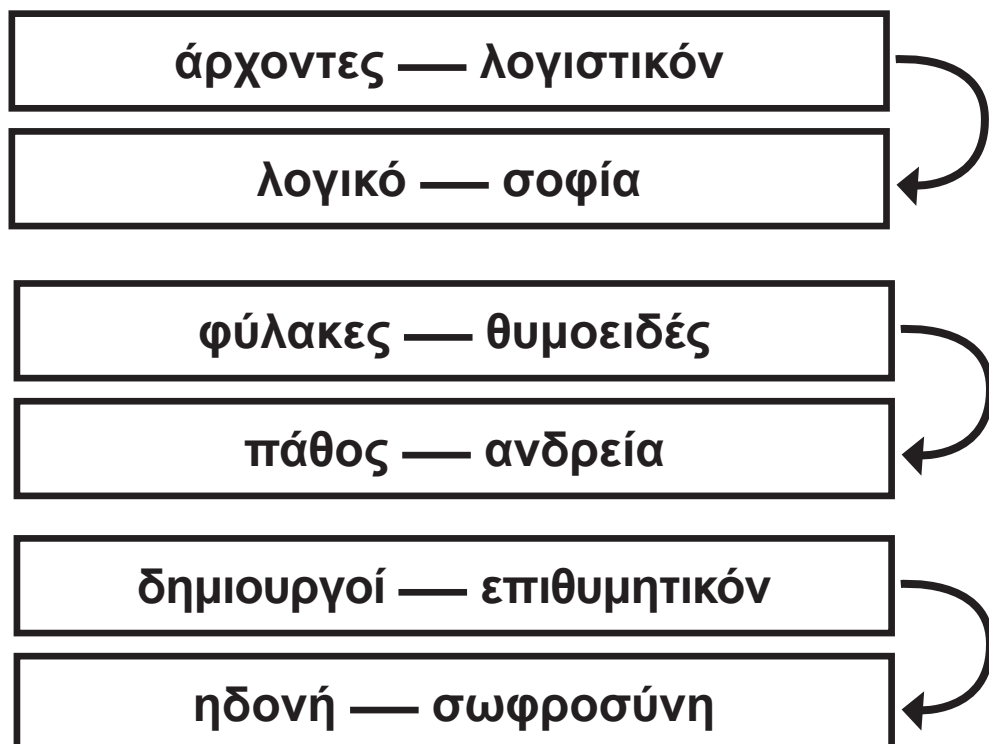 άρχοντες — λογιστικόν
λογικό — σοφία
φύλακες — θυμοειδές
πάθος — ανδρεία
δημιουργοί — επιθυμητικόν
ηδονή — σωφροσύνη